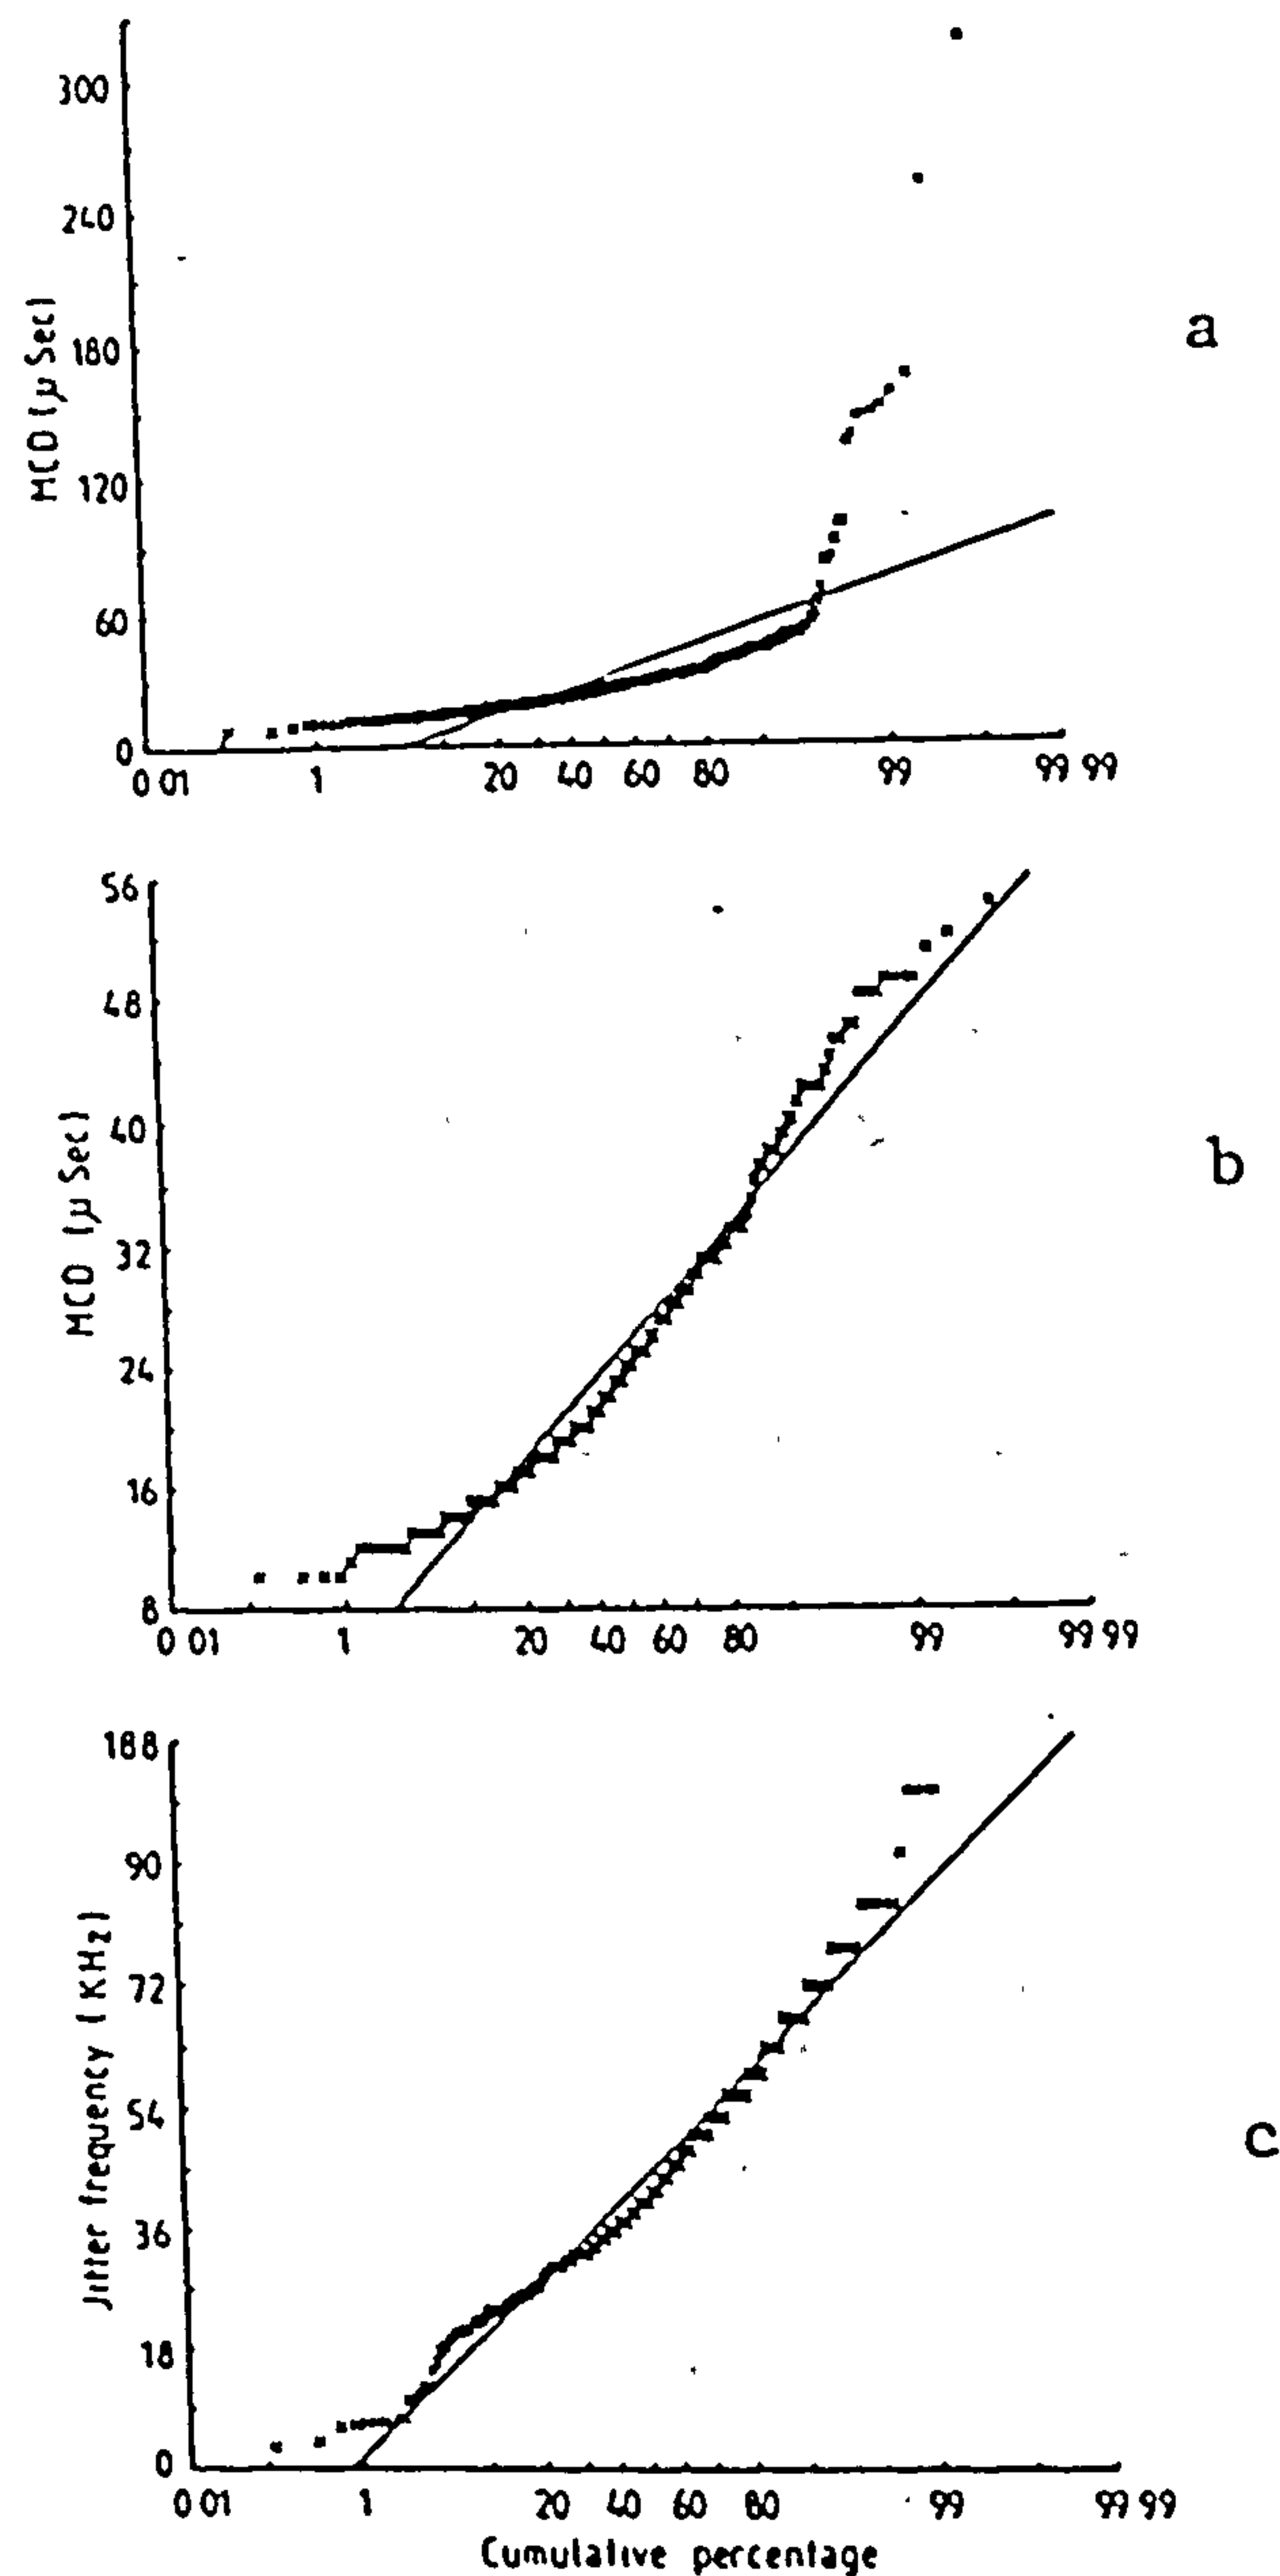 300
240
180
120
60
0
MCD (μ Sec)
0 01 1 20 40 60 80 99 99 99
a
56
48
40
32
24
16
8
MCD (μ Sec)
0 01 1 20 40 60 80 99 99 99
b
188
90
72
54
36
18
0
Jitter frequency (KHz)
0 01 1 20 40 60 80 99 99 99
Cumulative percentage
c